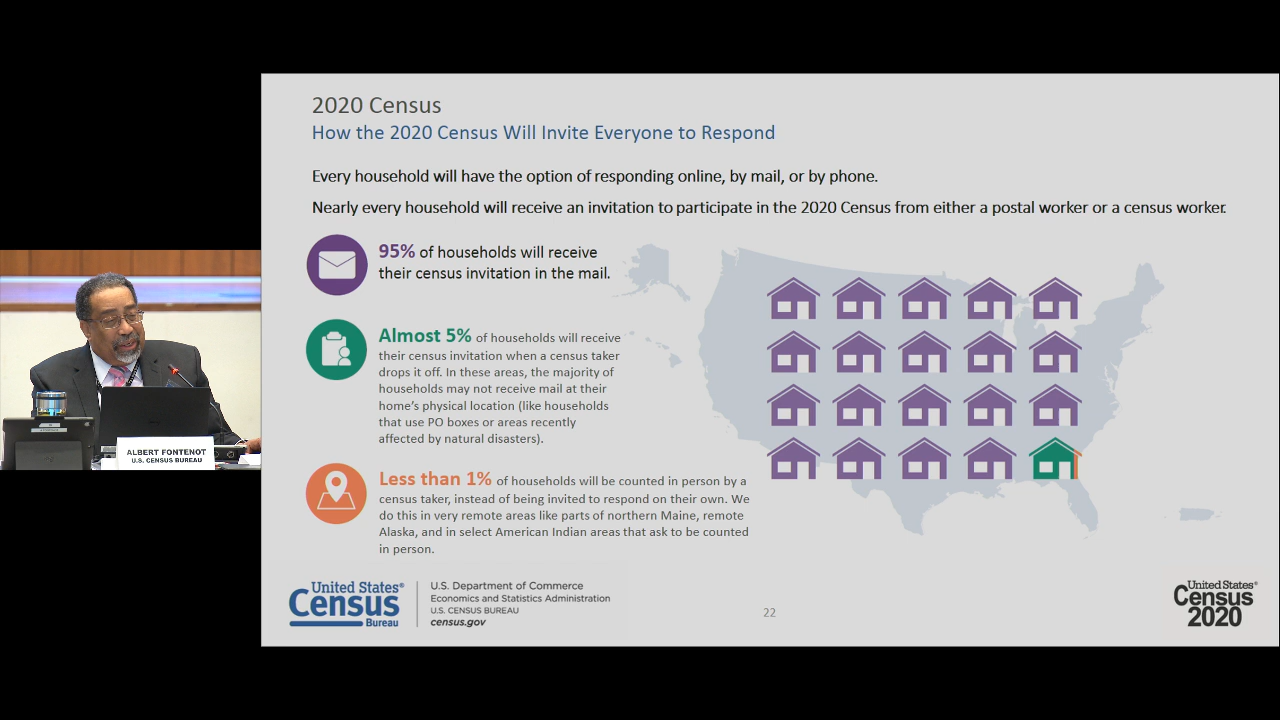 2020 Census
How the 2020 Census Will Invite Everyone to Respond
Every household will have the option of responding online, by mail, or by phone.
Nearly every household will receive an invitation to participate in the 2020 Census from either a postal worker or a census worker.
95% of households will receive
their census invitation in the mail.
Almost 5% of households will receive
their census invitation when a census taker
drops it off. In these areas, the majority of
households may not receive mail at their
home's physical location (like households
that use PO boxes or areas recently
affected by natural disasters).
Less than 1% of households will be counted in person by a
census taker, instead of being invited to respond on their own. We
do this in very remote areas like parts of northern Maine, remote
Alaska, and in select American Indian areas that ask to be counted
in person.
ALBERT FONTENOT
U.S. CENSUS BUREAU
United States®
Census
Bureau
U.S. Department of Commerce
Economics and Statistics Administration
U.S. CENSUS BUREAU
census.gov
22
United States®
Census
2020